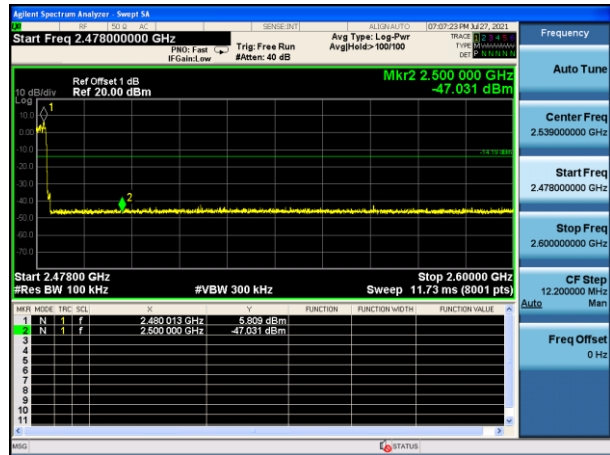 Agilent Spectrum Analyzer - Swept SA
RF 50 Ω AC SENSE:INT ALIGN AUTO 07:07:23 PM Jul 27, 2021
Start Freq 2.478000000 GHz
PNO: Fast
IFGain:Low
Trig: Free Run
#Atten: 40 dB
Avg Type: Log-Pwr
Avg|Hold:> 100/100
TRACE 1 2 3 4 5 6
TYPE M
DET P N N N N N
Frequency
Auto Tune
Center Freq
2.539000000 GHz
Start Freq
2.478000000 GHz
Stop Freq
2.600000000 GHz
CF Step
12.200000 MHz
Auto Man
Freq Offset
0 Hz
Ref Offset 1 dB
Ref 20.00 dBm
10 dB/div
Log
Mkr2 2.500 000 GHz
-47.031 dBm
1
10.0
0.00
-10.0
-14.19 dBm
-20.0
-30.0
-40.0
2
-50.0
-60.0
-70.0
Start 2.47800 GHz Stop 2.60000 GHz
#Res BW 100 kHz #VBW 300 kHz Sweep 11.73 ms (8001 pts)
MKR MODE TRC SCL X Y FUNCTION FUNCTION WIDTH FUNCTION VALUE
1 N 1 f 2.480 013 GHz 5.809 dBm
2 N 1 f 2.500 000 GHz -47.031 dBm
3
4
5
6
7
8
9
10
11
MSG STATUS